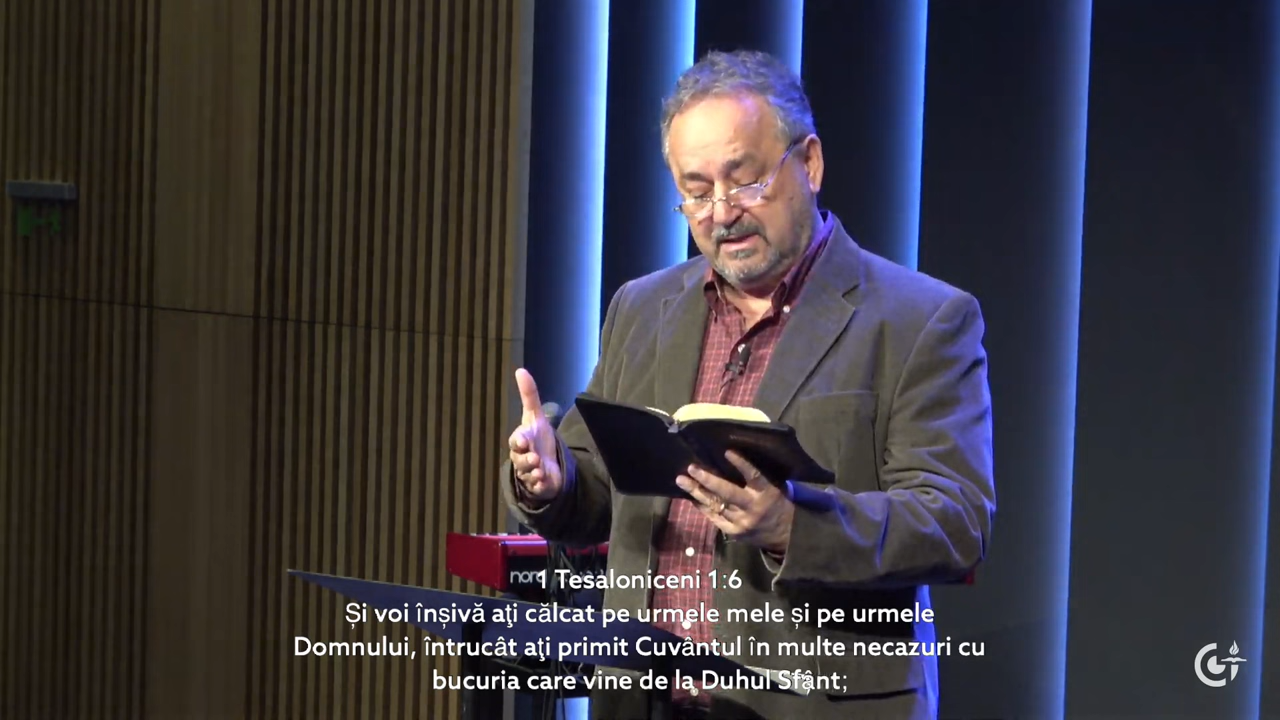 nord
1 Tesaloniceni 1:6
Și voi înșivă aţi călcat pe urmele mele și pe urmele
Domnului, întrucât aţi primit Cuvântul în multe necazuri cu
bucuria care vine de la Duhul Sfânt;